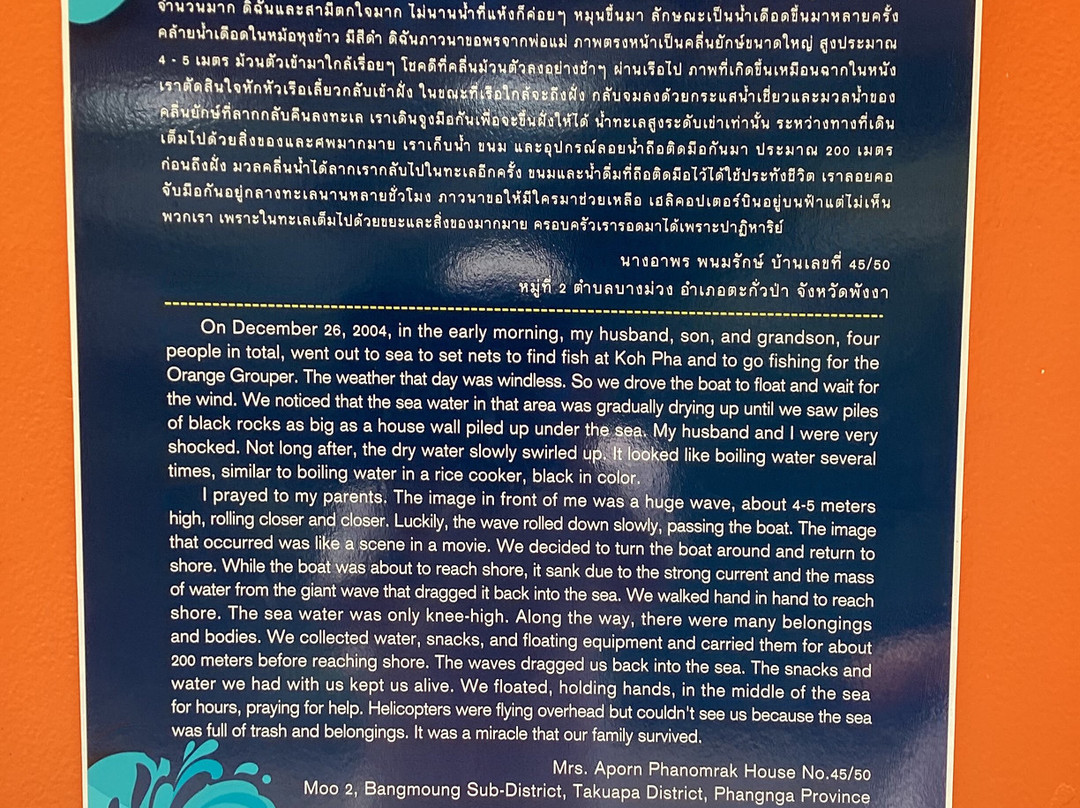 จำนวนมาก ดิฉันและสามีตกใจมาก ไม่นานน้ำที่แห้งก็ค่อยๆ หมุนขึ้นมา ลักษณะเป็นน้ำเดือดขึ้นมาหลายครั้ง
คล้ายน้ำเดือดในหม้อหุงข้าว มีสีดำ ดิฉันภาวนาขอพรจากพ่อแม่ ภาพตรงหน้าเป็นคลื่นยักษ์ขนาดใหญ่ สูงประมาณ
4 - 5 เมตร ม้วนตัวเข้ามาใกล้เรื่อยๆ โชคดีที่คลื่นม้วนตัวลงอย่างช้าๆ ผ่านเรือไป ภาพที่เกิดขึ้นเหมือนฉากในหนัง
เราตัดสินใจหักหัวเรือเลี้ยวกลับเข้าฝั่ง ในขณะที่เรือใกล้จะถึงฝั่ง กลับจมลงด้วยกระแสน้ำเชี่ยวและมวลน้ำของ
คลื่นยักษ์ที่ลากกลับคืนลงทะเล เราเดินจูงมือกันเพื่อจะขึ้นฝั่งให้ได้ น้ำทะเลสูงระดับเข่าเท่านั้น ระหว่างทางที่เดิน
เต็มไปด้วยสิ่งของและศพมากมาย เราเก็บน้ำ ขนม และอุปกรณ์ลอยน้ำถือติดมือกันมา ประมาณ 200 เมตร
ก่อนถึงฝั่ง มวลคลื่นน้ำได้ลากเรากลับไปในทะเลอีกครั้ง ขนมและน้ำดื่มที่ถือติดมือไว้ได้ใช้ประทังชีวิต เราลอยคอ
จับมือกันอยู่กลางทะเลนานหลายชั่วโมง ภาวนาขอให้มีใครมาช่วยเหลือ เฮลิคอปเตอร์บินอยู่บนฟ้าแต่ไม่เห็น
พวกเรา เพราะในทะเลเต็มไปด้วยขยะและสิ่งของมากมาย ครอบครัวเรารอดมาได้เพราะปาฏิหาริย์
นางอาพร พนมรักษ์ บ้านเลขที่ 45/50
หมู่ที่ 2 ตำบลบางม่วง อำเภอตะกั่วป่า จังหวัดพังงา
On December 26, 2004, in the early morning, my husband, son, and grandson, four
people in total, went out to sea to set nets to find fish at Koh Pha and to go fishing for the
Orange Grouper. The weather that day was windless. So we drove the boat to float and wait for
the wind. We noticed that the sea water in that area was gradually drying up until we saw piles
of black rocks as big as a house wall piled up under the sea. My husband and I were very
shocked. Not long after, the dry water slowly swirled up. It looked like boiling water several
times, similar to boiling water in a rice cooker, black in color.
I prayed to my parents. The image in front of me was a huge wave, about 4-5 meters
high, rolling closer and closer. Luckily, the wave rolled down slowly, passing the boat. The image
that occurred was like a scene in a movie. We decided to turn the boat around and return to
shore. While the boat was about to reach shore, it sank due to the strong current and the mass
of water from the giant wave that dragged it back into the sea. We walked hand in hand to reach
shore. The sea water was only knee-high. Along the way, there were many belongings
and bodies. We collected water, snacks, and floating equipment and carried them for about
200 meters before reaching shore. The waves dragged us back into the sea. The snacks and
water we had with us kept us alive. We floated, holding hands, in the middle of the sea
for hours, praying for help. Helicopters were flying overhead but couldn't see us because the sea
was full of trash and belongings. It was a miracle that our family survived.
Mrs. Aporn Phanomrak House No.45/50
Moo 2, Bangmoung Sub-District, Takuapa District, Phangnga Province